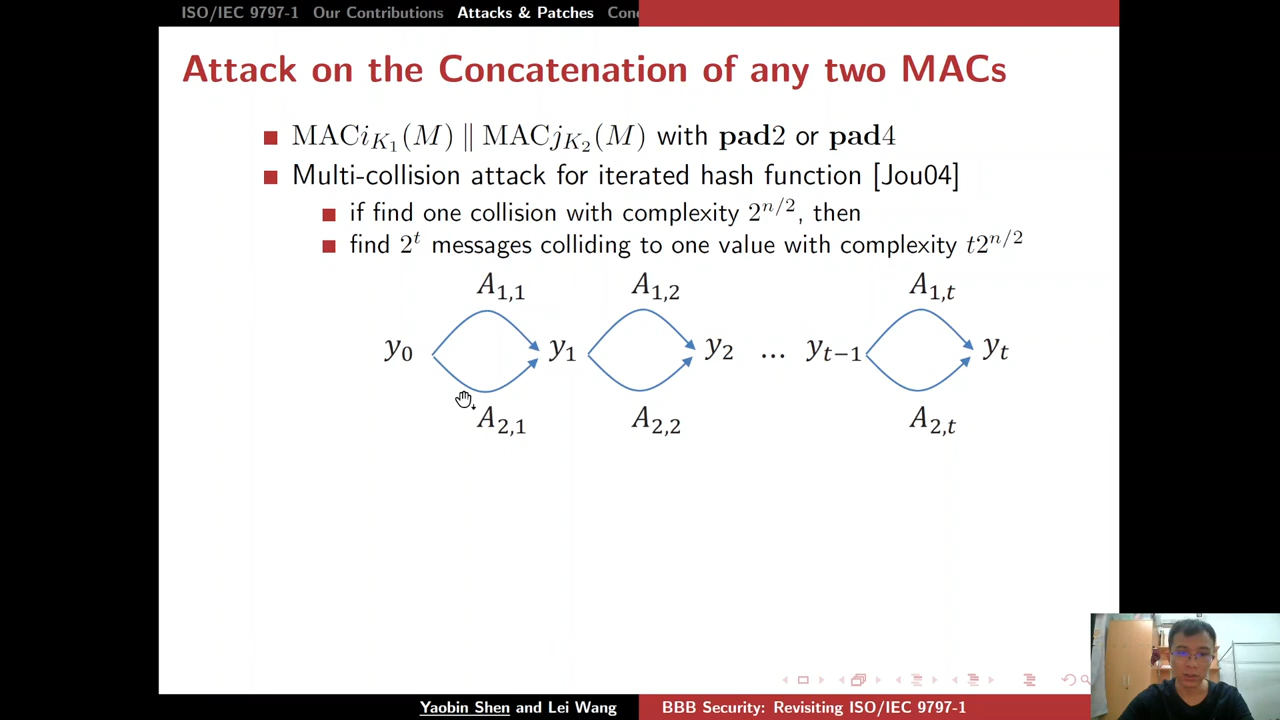 ISO/IEC 9797-1 Our Contributions Attacks & Patches Con
Attack on the Concatenation of any two MACs
MACi_{K_1}(M) ∥ MACj_{K_2}(M) with pad2 or pad4
Multi-collision attack for iterated hash function [Jou04]
if find one collision with complexity 2^{n/2}, then
find 2^t messages colliding to one value with complexity t2^{n/2}
A_{1,1} A_{1,2} A_{1,t}
y_0 y_1 y_2 ... y_{t−1} y_t
A_{2,1} A_{2,2} A_{2,t}
Yaobin Shen and Lei Wang BBB Security: Revisiting ISO/IEC 9797-1